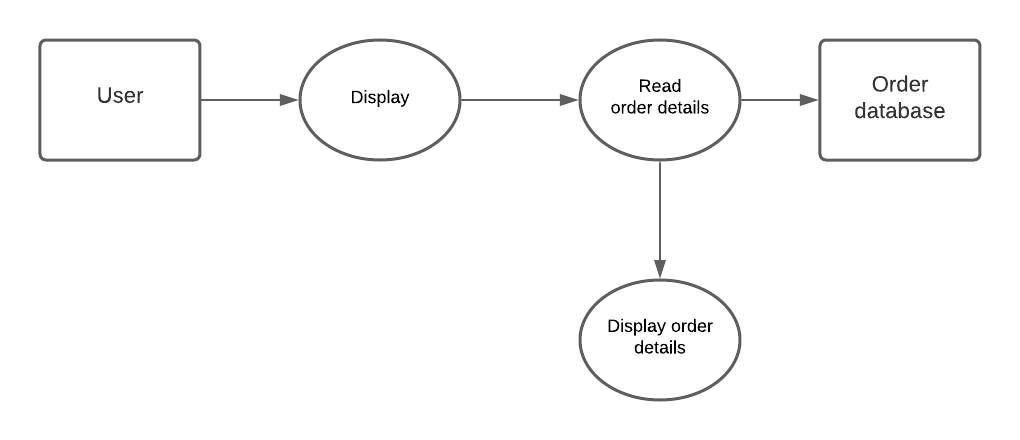 User
Display
Read
order details
Order
database
Display order
details